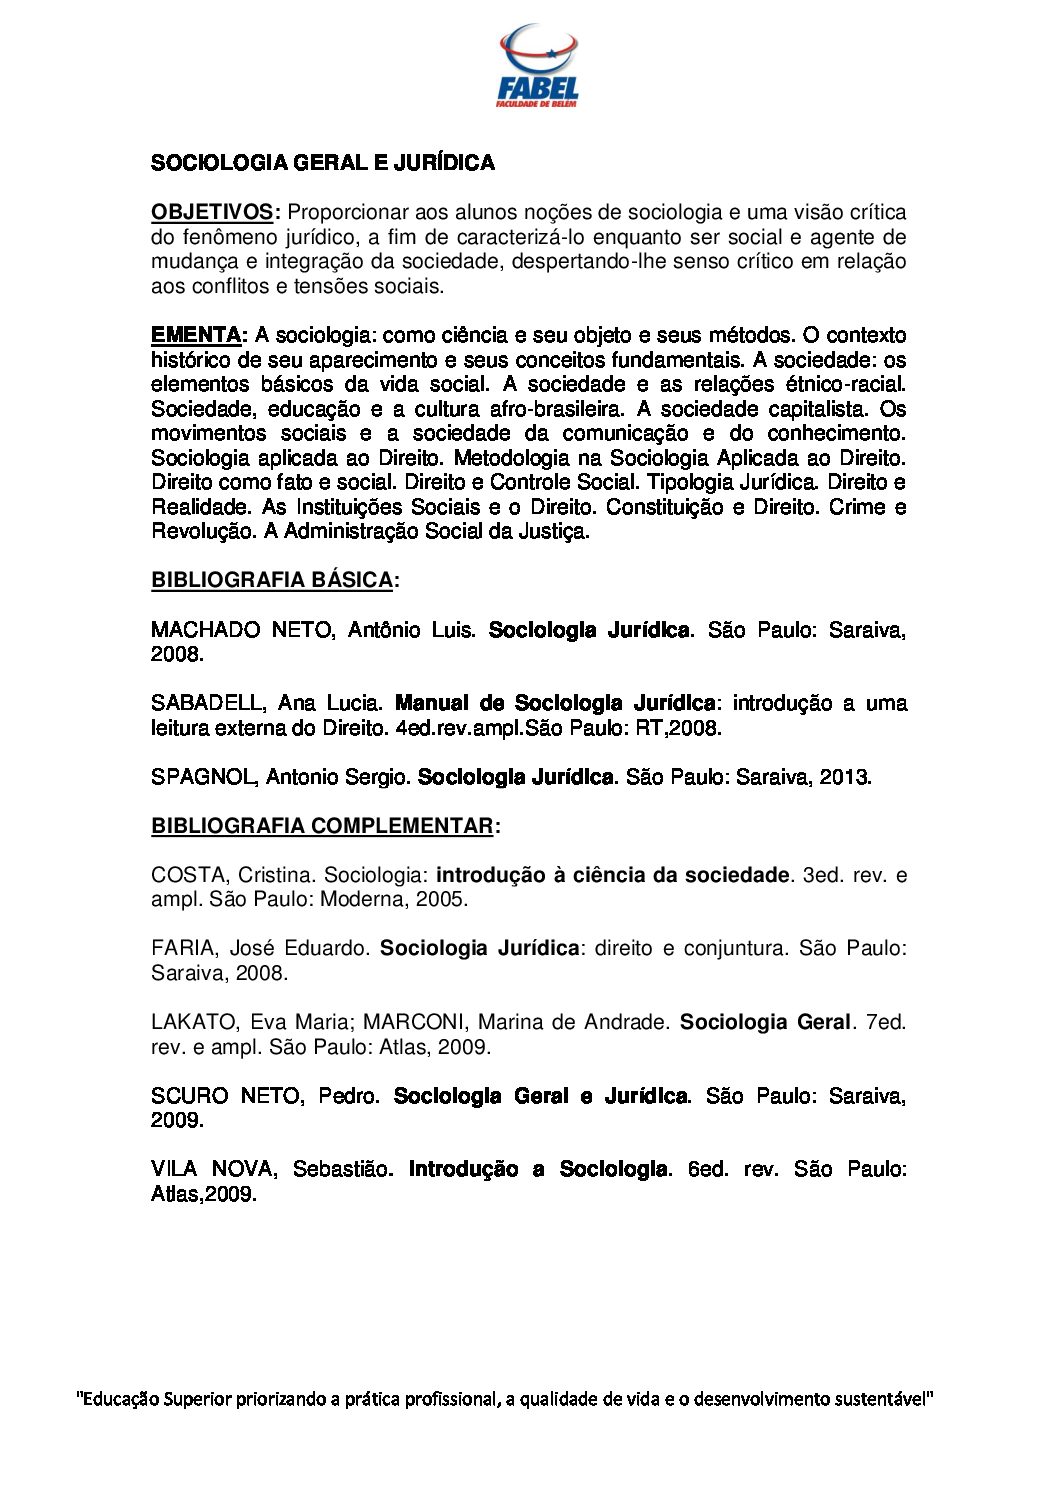 FABEL
FACULDADE DE BELÉM
SOCIOLOGIA GERAL E JURÍDICA
OBJETIVOS: Proporcionar aos alunos noções de sociologia e uma visão crítica
do fenômeno jurídico, a fim de caracterizá-lo enquanto ser social e agente de
mudança e integração da sociedade, despertando-lhe senso crítico em relação
aos conflitos e tensões sociais.
EMENTA: A sociologia: como ciência e seu objeto e seus métodos. O contexto
histórico de seu aparecimento e seus conceitos fundamentais. A sociedade: os
elementos básicos da vida social. A sociedade e as relações étnico-racial.
Sociedade, educação e a cultura afro-brasileira. A sociedade capitalista. Os
movimentos sociais e a sociedade da comunicação e do conhecimento.
Sociologia aplicada ao Direito. Metodologia na Sociologia Aplicada ao Direito.
Direito como fato e social. Direito e Controle Social. Tipologia Jurídica. Direito e
Realidade. As Instituições Sociais e o Direito. Constituição e Direito. Crime e
Revolução. A Administração Social da Justiça.
BIBLIOGRAFIA BÁSICA:
MACHADO NETO, Antônio Luis. Sociologia Jurídica. São Paulo: Saraiva,
2008.
SABADELL, Ana Lucia. Manual de Sociologia Jurídica: introdução a uma
leitura externa do Direito. 4ed.rev.ampl.São Paulo: RT,2008.
SPAGNOL, Antonio Sergio. Sociologia Jurídica. São Paulo: Saraiva, 2013.
BIBLIOGRAFIA COMPLEMENTAR:
COSTA, Cristina. Sociologia: introdução à ciência da sociedade. 3ed. rev. e
ampl. São Paulo: Moderna, 2005.
FARIA, José Eduardo. Sociologia Jurídica: direito e conjuntura. São Paulo:
Saraiva, 2008.
LAKATO, Eva Maria; MARCONI, Marina de Andrade. Sociologia Geral. 7ed.
rev. e ampl. São Paulo: Atlas, 2009.
SCURO NETO, Pedro. Sociologia Geral e Jurídica. São Paulo: Saraiva,
2009.
VILA NOVA, Sebastião. Introdução a Sociologia. 6ed. rev. São Paulo:
Atlas,2009.
"Educação Superior priorizando a prática profissional, a qualidade de vida e o desenvolvimento sustentável"